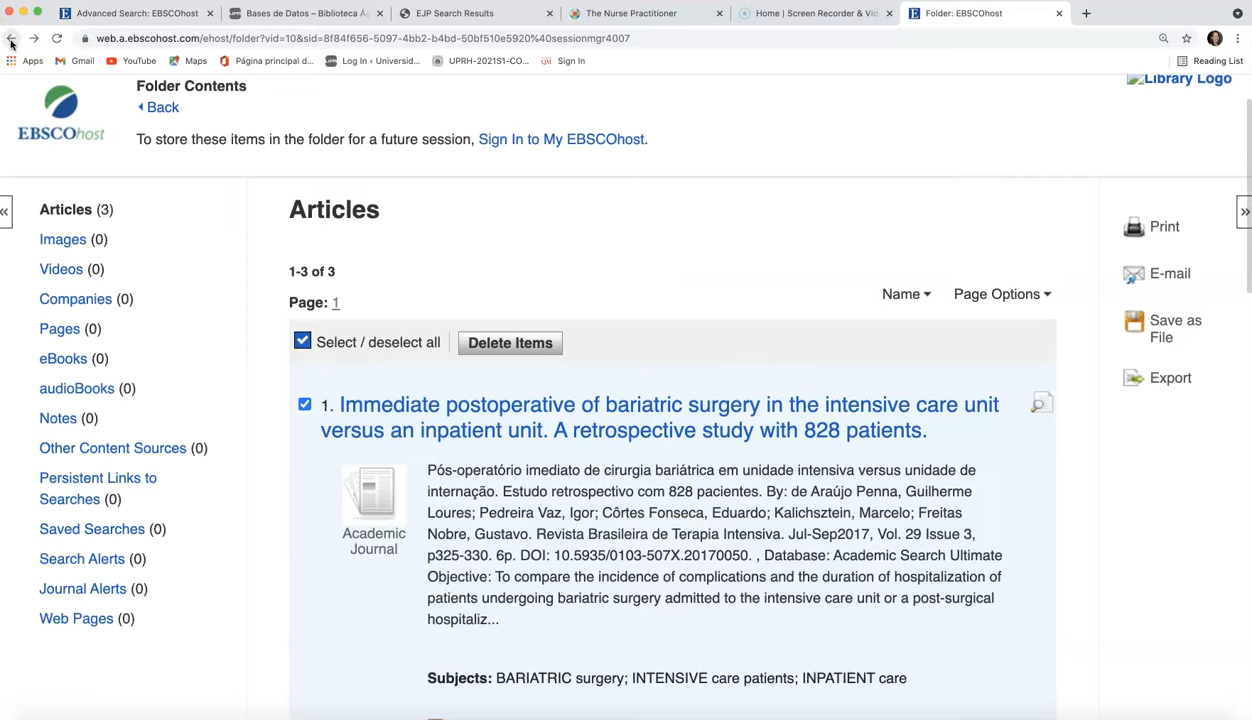 Advanced Search: EBSCOhost
Bases de Datos – Biblioteca Ág
EJP Search Results
The Nurse Practitioner
Home | Screen Recorder & Vi
Folder: EBSCOhost
web.a.ebscohost.com/ehost/folder?vid=10&sid=8f84f656-5097-4bb2-b4bd-50bf510e5920%40sessionmgr4007
Apps
Gmail
YouTube
Maps
Página principal d...
Log In ‹ Universid...
UPRH-2021S1-CO...
Sign In
Reading List
Folder Contents
Back
To store these items in the folder for a future session, Sign In to My EBSCOhost.
EBSCOhost
Library Logo
Articles (3)
Images (0)
Videos (0)
Companies (0)
Pages (0)
eBooks (0)
audioBooks (0)
Notes (0)
Other Content Sources (0)
Persistent Links to
Searches (0)
Saved Searches (0)
Search Alerts (0)
Journal Alerts (0)
Web Pages (0)
Articles
1-3 of 3
Page: 1
Name
Page Options
Select / deselect all
Delete Items
1. Immediate postoperative of bariatric surgery in the intensive care unit
versus an inpatient unit. A retrospective study with 828 patients.
Academic
Journal
Pós-operatório imediato de cirurgia bariátrica em unidade intensiva versus unidade de
internação. Estudo retrospectivo com 828 pacientes. By: de Araújo Penna, Guilherme
Loures; Pedreira Vaz, Igor; Côrtes Fonseca, Eduardo; Kalichsztein, Marcelo; Freitas
Nobre, Gustavo. Revista Brasileira de Terapia Intensiva. Jul-Sep2017, Vol. 29 Issue 3,
p325-330. 6p. DOI: 10.5935/0103-507X.20170050. , Database: Academic Search Ultimate
Objective: To compare the incidence of complications and the duration of hospitalization of
patients undergoing bariatric surgery admitted to the intensive care unit or a post-surgical
hospitaliz...
Subjects: BARIATRIC surgery; INTENSIVE care patients; INPATIENT care
Print
E-mail
Save as
File
Export